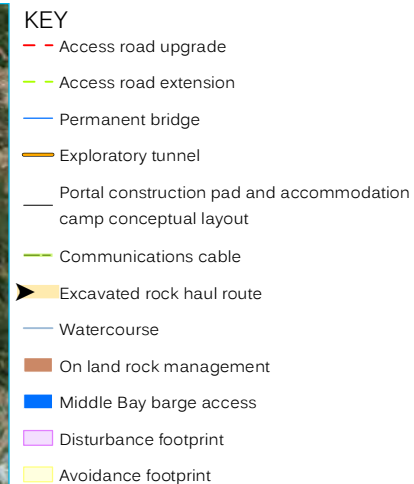 KEY
Access road upgrade
Access road extension
Permanent bridge
Exploratory tunnel
Portal construction pad and accommodation
camp conceptual layout
Communications cable
Excavated rock haul route
Watercourse
On land rock management
Middle Bay barge access
Disturbance footprint
Avoidance footprint